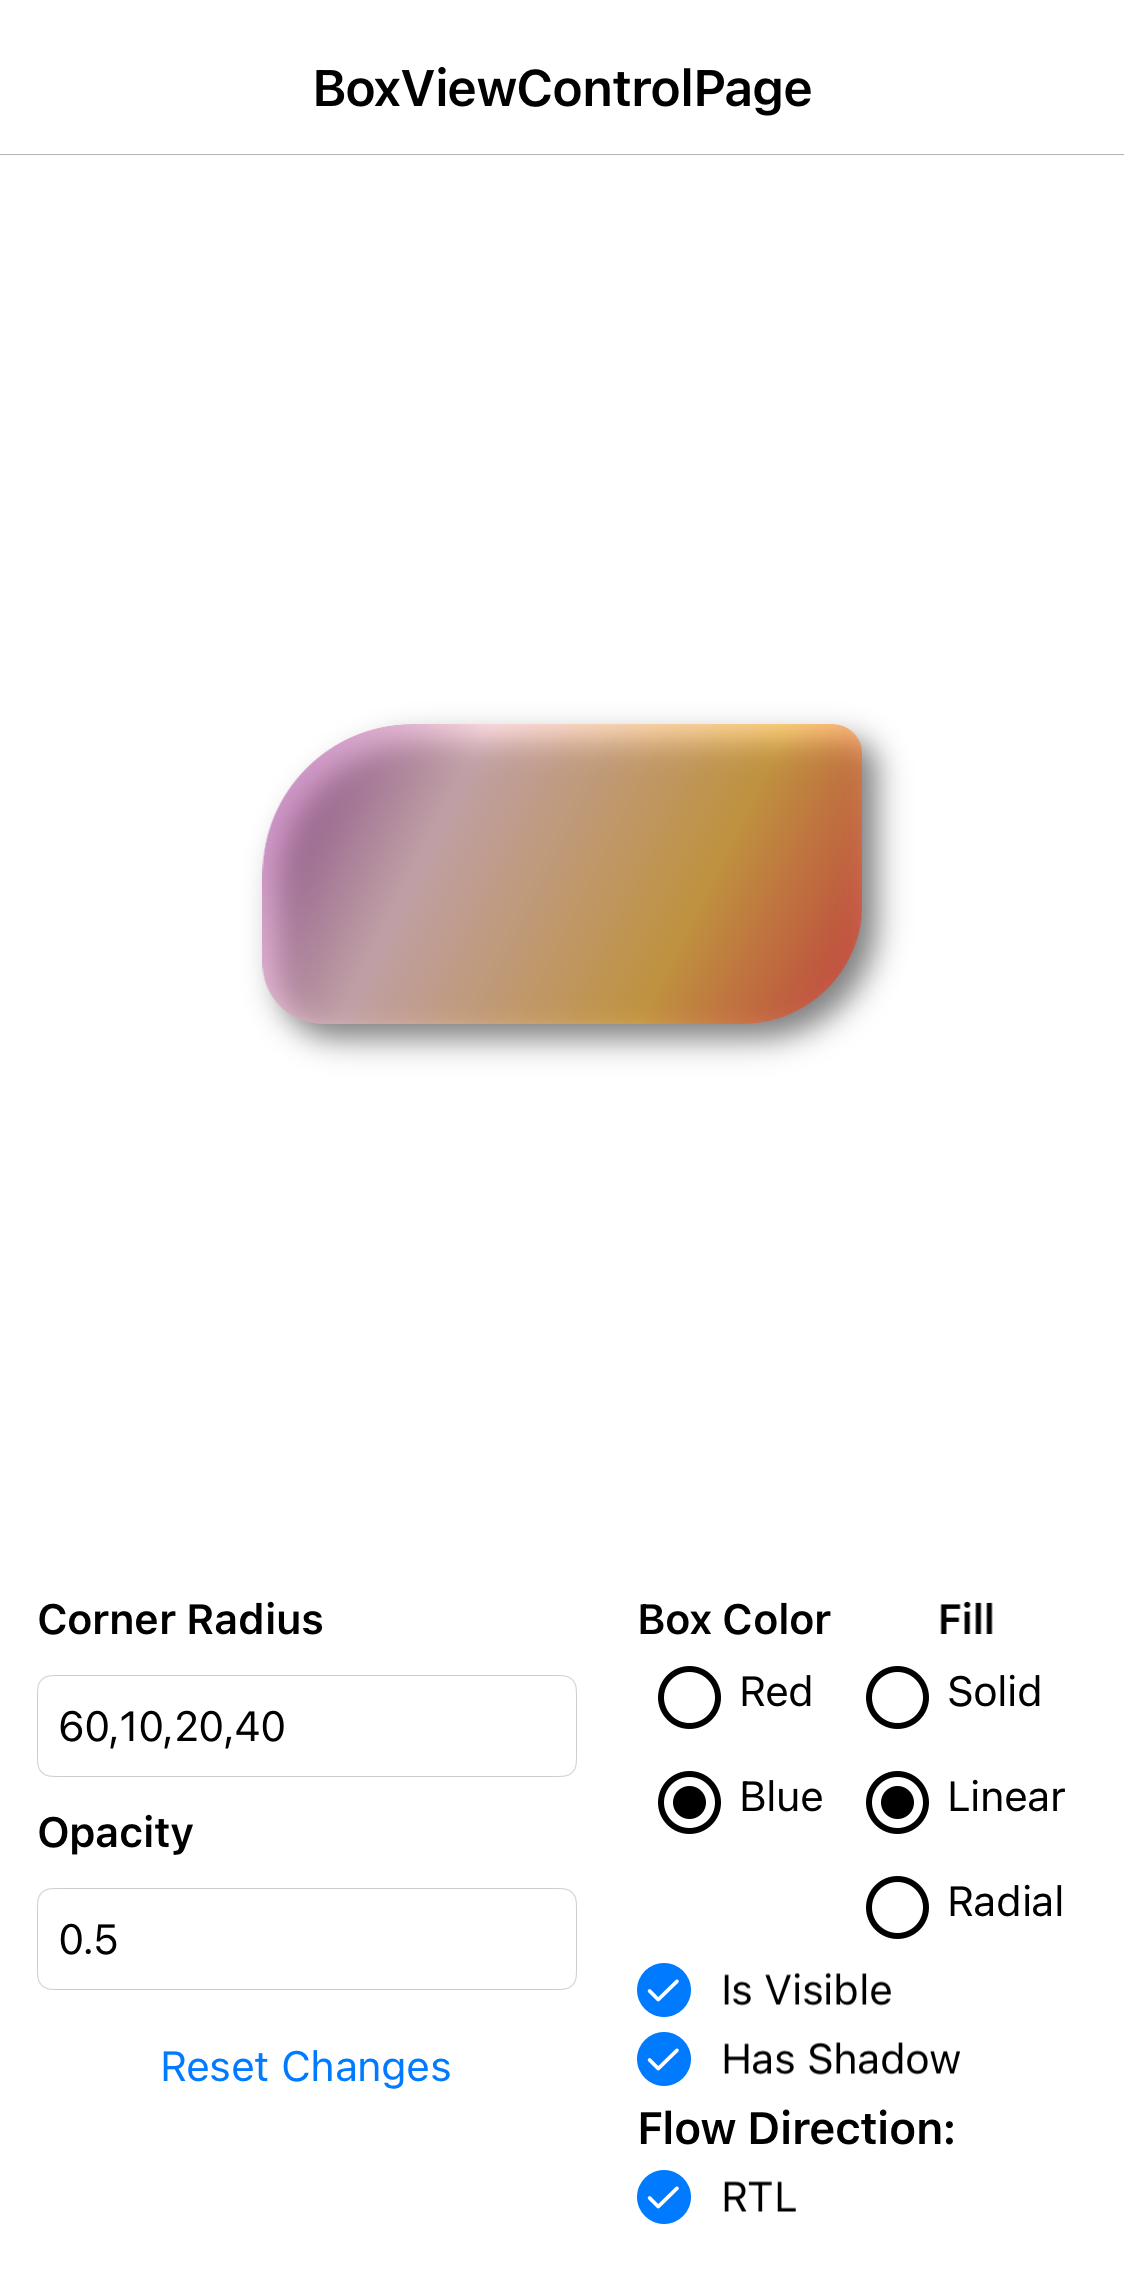 BoxViewControlPage
Corner Radius
60,10,20,40
Opacity
0.5
Reset Changes
Box Color
Fill
Red
Solid
Blue
Linear
Radial
Is Visible
Has Shadow
Flow Direction:
RTL